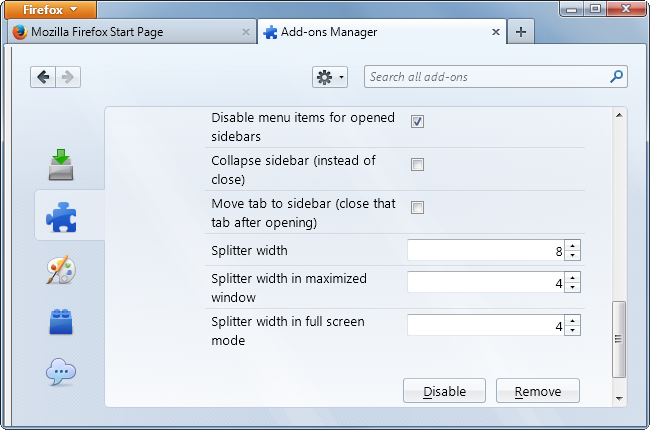 Firefox
Mozilla Firefox Start Page
Add-ons Manager
Search all add-ons
Disable menu items for opened
sidebars
Collapse sidebar (instead of
close)
Move tab to sidebar (close that
tab after opening)
Splitter width
8
Splitter width in maximized
window
4
Splitter width in full screen
mode
4
Disable
Remove